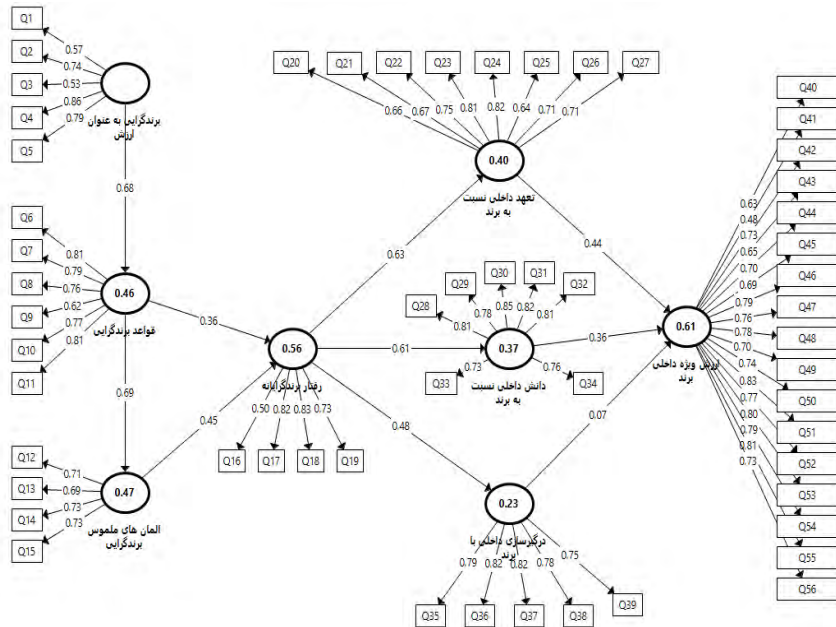 Q1
Q2
Q3
Q4
Q5
0.57
0.74
0.53
0.86
0.79
برندگرایی به عنوان
ارزش
0.68
Q6
Q7
Q8
Q9
Q10
Q11
0.81
0.79
0.76
0.62
0.77
0.81
0.46
قواعد برندگرایی
0.36
0.69
Q12
Q13
Q14
Q15
0.71
0.69
0.73
0.73
0.47
المان های ملموس
برندگرایی
0.45
0.56
رفتار برندگرایانه
0.50
0.82
0.83
0.73
Q16
Q17
Q18
Q19
0.63
0.61
0.48
Q20
Q21
Q22
Q23
Q24
Q25
Q26
Q27
0.66
0.67
0.75
0.81
0.82
0.64
0.71
0.71
0.40
تعهد داخلی نسبت
به برند
0.44
Q28
Q29
Q30
Q31
Q32
0.81
0.78
0.85
0.82
0.81
0.37
Q33
0.73
0.76
Q34
دانش داخلی نسبت
به برند
0.36
0.23
درگیرسازی داخلی با
برند
0.07
0.79
0.82
0.82
0.78
0.75
Q35
Q36
Q37
Q38
Q39
0.61
ارزش ویژه داخلی
برند
0.63
0.48
0.73
0.65
0.70
0.69
0.79
0.76
0.78
0.70
0.74
0.83
0.77
0.80
0.79
0.81
0.73
Q40
Q41
Q42
Q43
Q44
Q45
Q46
Q47
Q48
Q49
Q50
Q51
Q52
Q53
Q54
Q55
Q56